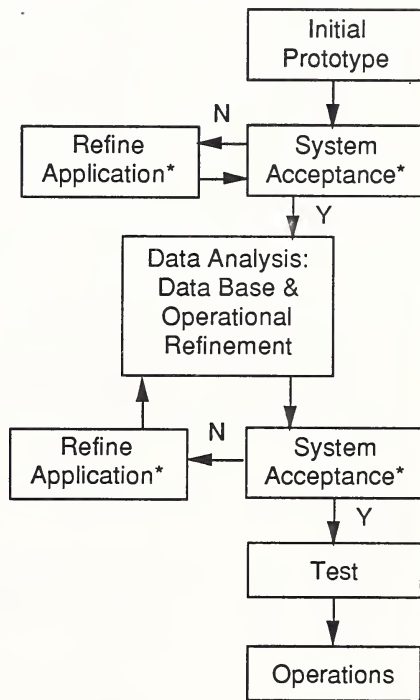 Initial
Prototype
N
Refine
Application*
System
Acceptance*
Y
Data Analysis:
Data Base &
Operational
Refinement
N
Refine
Application*
System
Acceptance*
Y
Test
Operations